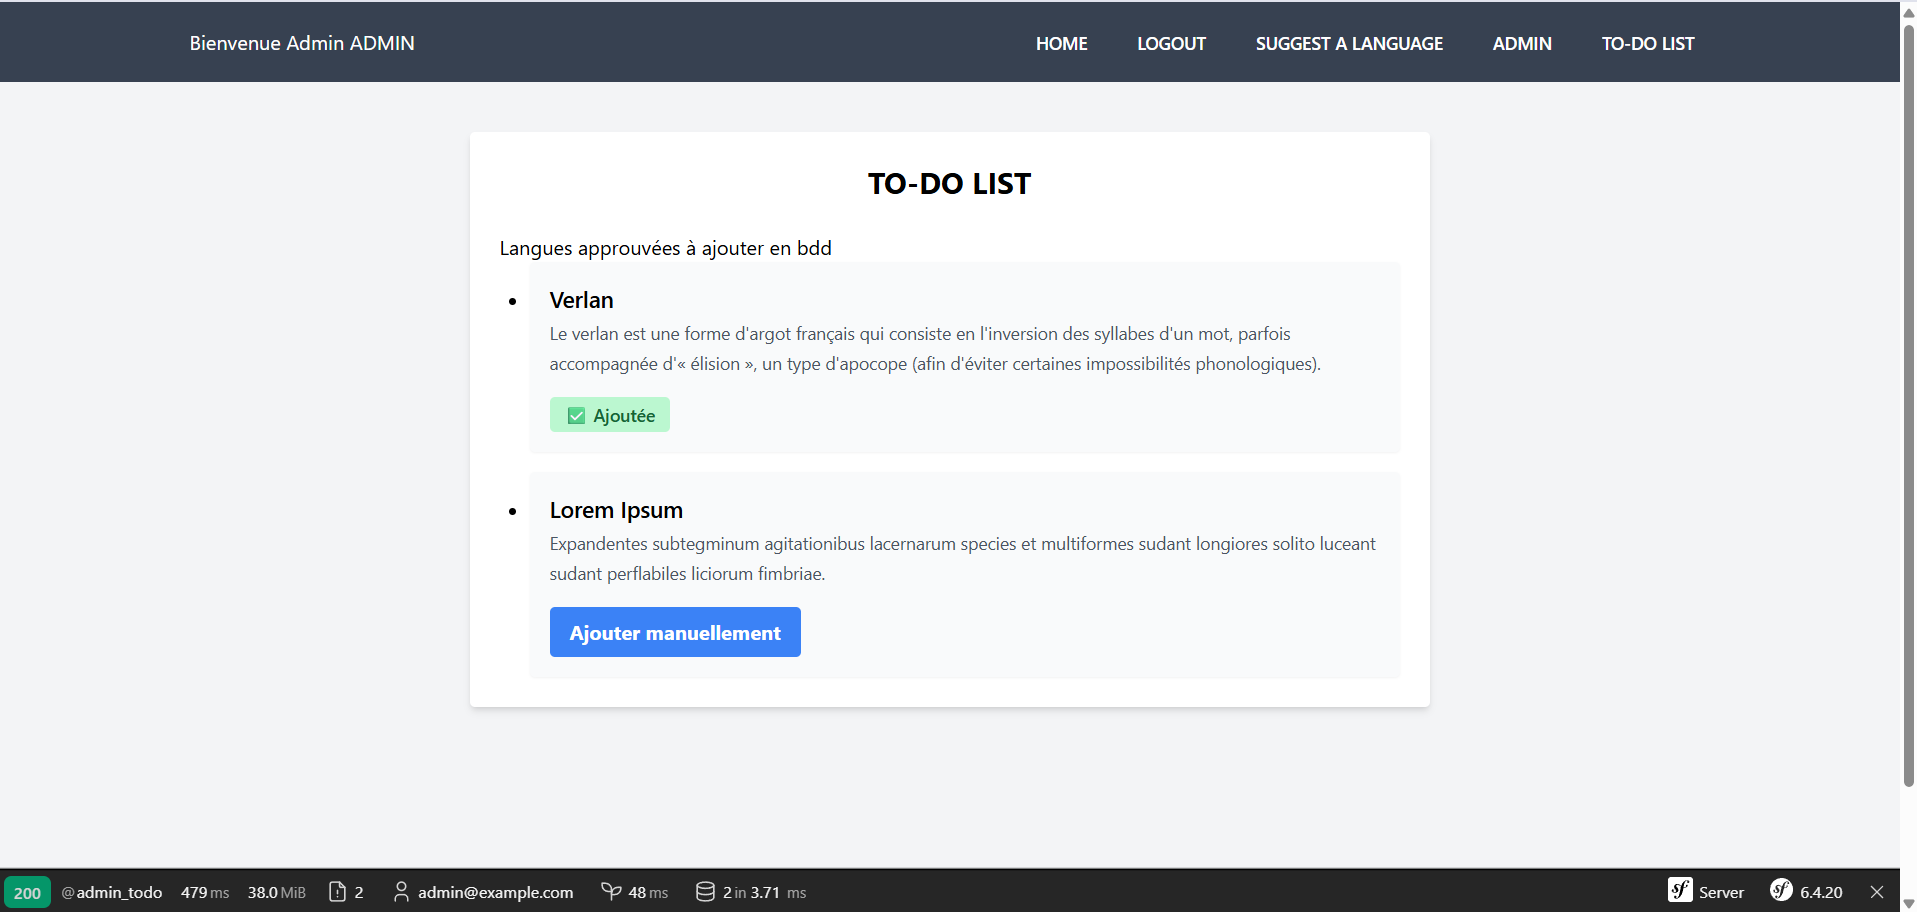 Bienvenue Admin ADMIN
HOME LOGOUT SUGGEST A LANGUAGE ADMIN TO-DO LIST
TO-DO LIST
Langues approuvées à ajouter en bdd
Verlan
Le verlan est une forme d'argot français qui consiste en l'inversion des syllabes d'un mot, parfois
accompagnée d'« élision », un type d'apocope (afin d'éviter certaines impossibilités phonologiques).
✅ Ajoutée
Lorem Ipsum
Expandentes subtegminum agitationibus lacernarum species et multiformes sudant longiores solito luceant
sudant perflabiles liciorum fimbriae.
Ajouter manuellement
200 @admin_todo 479 ms 38.0 MiB 2 admin@example.com 48 ms 2 in 3.71 ms sf Server sf 6.4.20